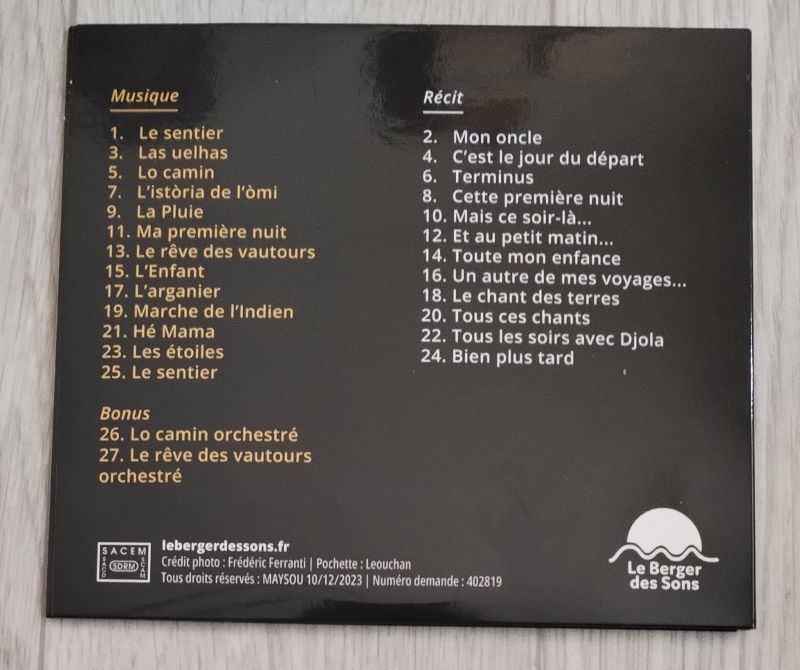 Musique
1. Le sentier
3. Las uelhas
5. Lo camin
7. L'istòria de l'òmi
9. La Pluie
11. Ma première nuit
13. Le rêve des vautours
15. L'Enfant
17. L'arganier
19. Marche de l'Indien
21. Hé Mama
23. Les étoiles
25. Le sentier
Bonus
26. Lo camin orchestré
27. Le rêve des vautours
orchestré
Récit
2. Mon oncle
4. C'est le jour du départ
6. Terminus
8. Cette première nuit
10. Mais ce soir-là...
12. Et au petit matin...
14. Toute mon enfance
16. Un autre de mes voyages...
18. Le chant des terres
20. Tous ces chants
22. Tous les soirs avec Djola
24. Bien plus tard
SACEM
SACD
SDRM
SCAM
lebergerdessons.fr
Crédit photo : Frédéric Ferranti | Pochette : Leouchan
Tous droits réservés : MAYSOU 10/12/2023 | Numéro demande : 402819
Le Berger
des Sons